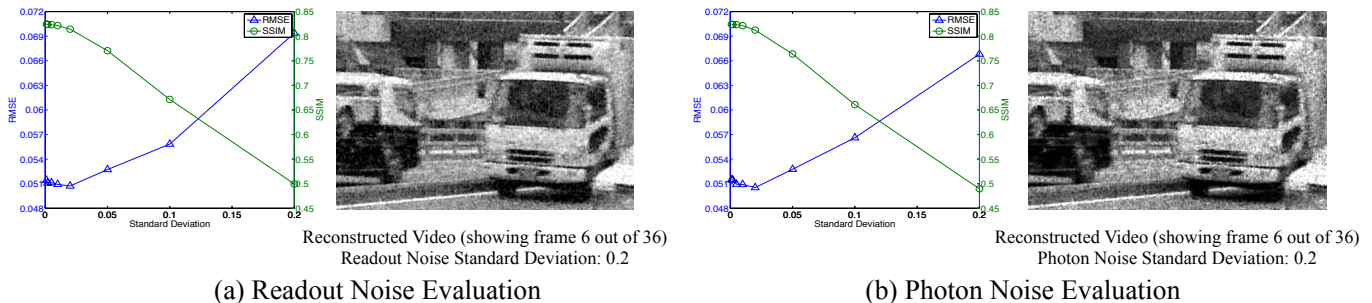 0.072
0.069
0.066
0.063
0.06
0.057
0.054
0.051
0.048
RMSE
0 0.05 0.1 0.15 0.2
Standard Deviation
0.85
0.8
0.75
0.7
0.65
0.6
0.55
0.5
0.45
SSIM
RMSE
SSIM
Reconstructed Video (showing frame 6 out of 36)
Readout Noise Standard Deviation: 0.2
(a) Readout Noise Evaluation
0.072
0.069
0.066
0.063
0.06
0.057
0.054
0.051
0.048
RMSE
0 0.05 0.1 0.15 0.2
Standard Deviation
0.85
0.8
0.75
0.7
0.65
0.6
0.55
0.5
0.45
SSIM
RMSE
SSIM
Reconstructed Video (showing frame 6 out of 36)
Photon Noise Standard Deviation: 0.2
(b) Photon Noise Evaluation